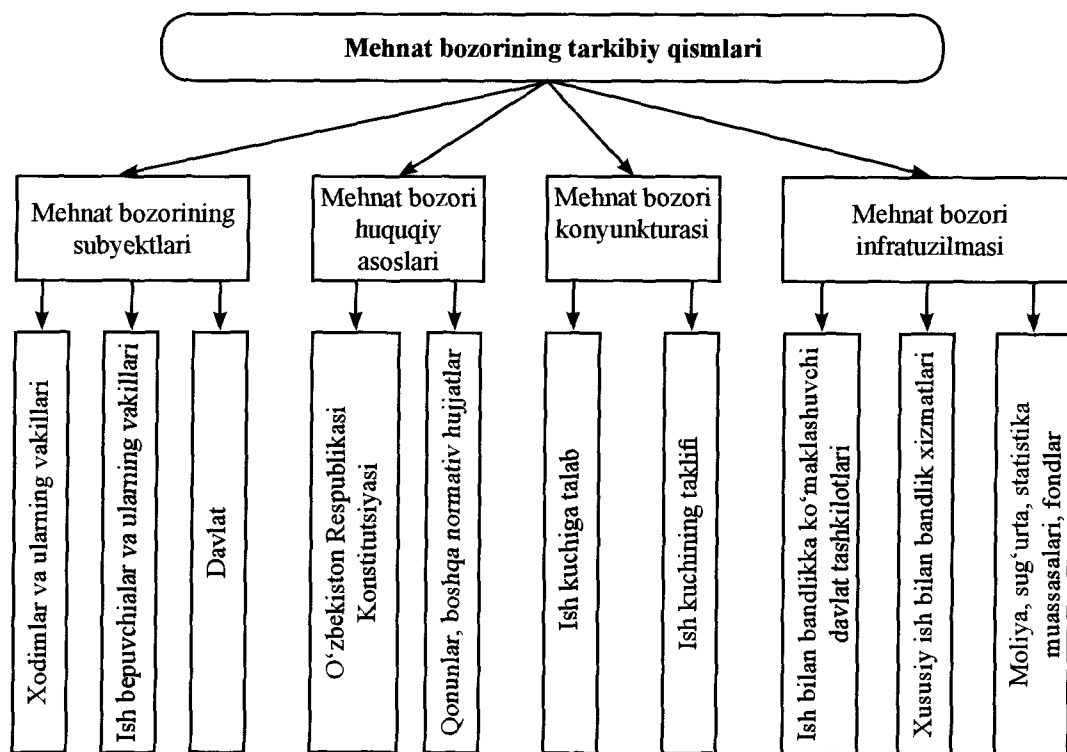 Mehnat bozorining tarkibiy qismlari
Mehnat bozorining
subyektlari
Mehnat bozori
huquqiy
asoslari
Mehnat bozori
konyunkturasi
Mehnat bozori
infratuzilmasi
Xodimlar va ularning vakillari
Ish bepuvchialar va ularning vakillari
Davlat
O‘zbekiston Respublikasi
Konstitutsiyasi
Qonunlar, boshqa normativ hujjatlar
Ish kuchiga talab
Ish kuchining taklifi
Ish bilan bandlikka ko‘maklashuvchi
davlat tashkilotlari
Xususiy ish bilan bandlik xizmatlari
Moliya, sug‘urta, statistika
muassasalari, fondlar